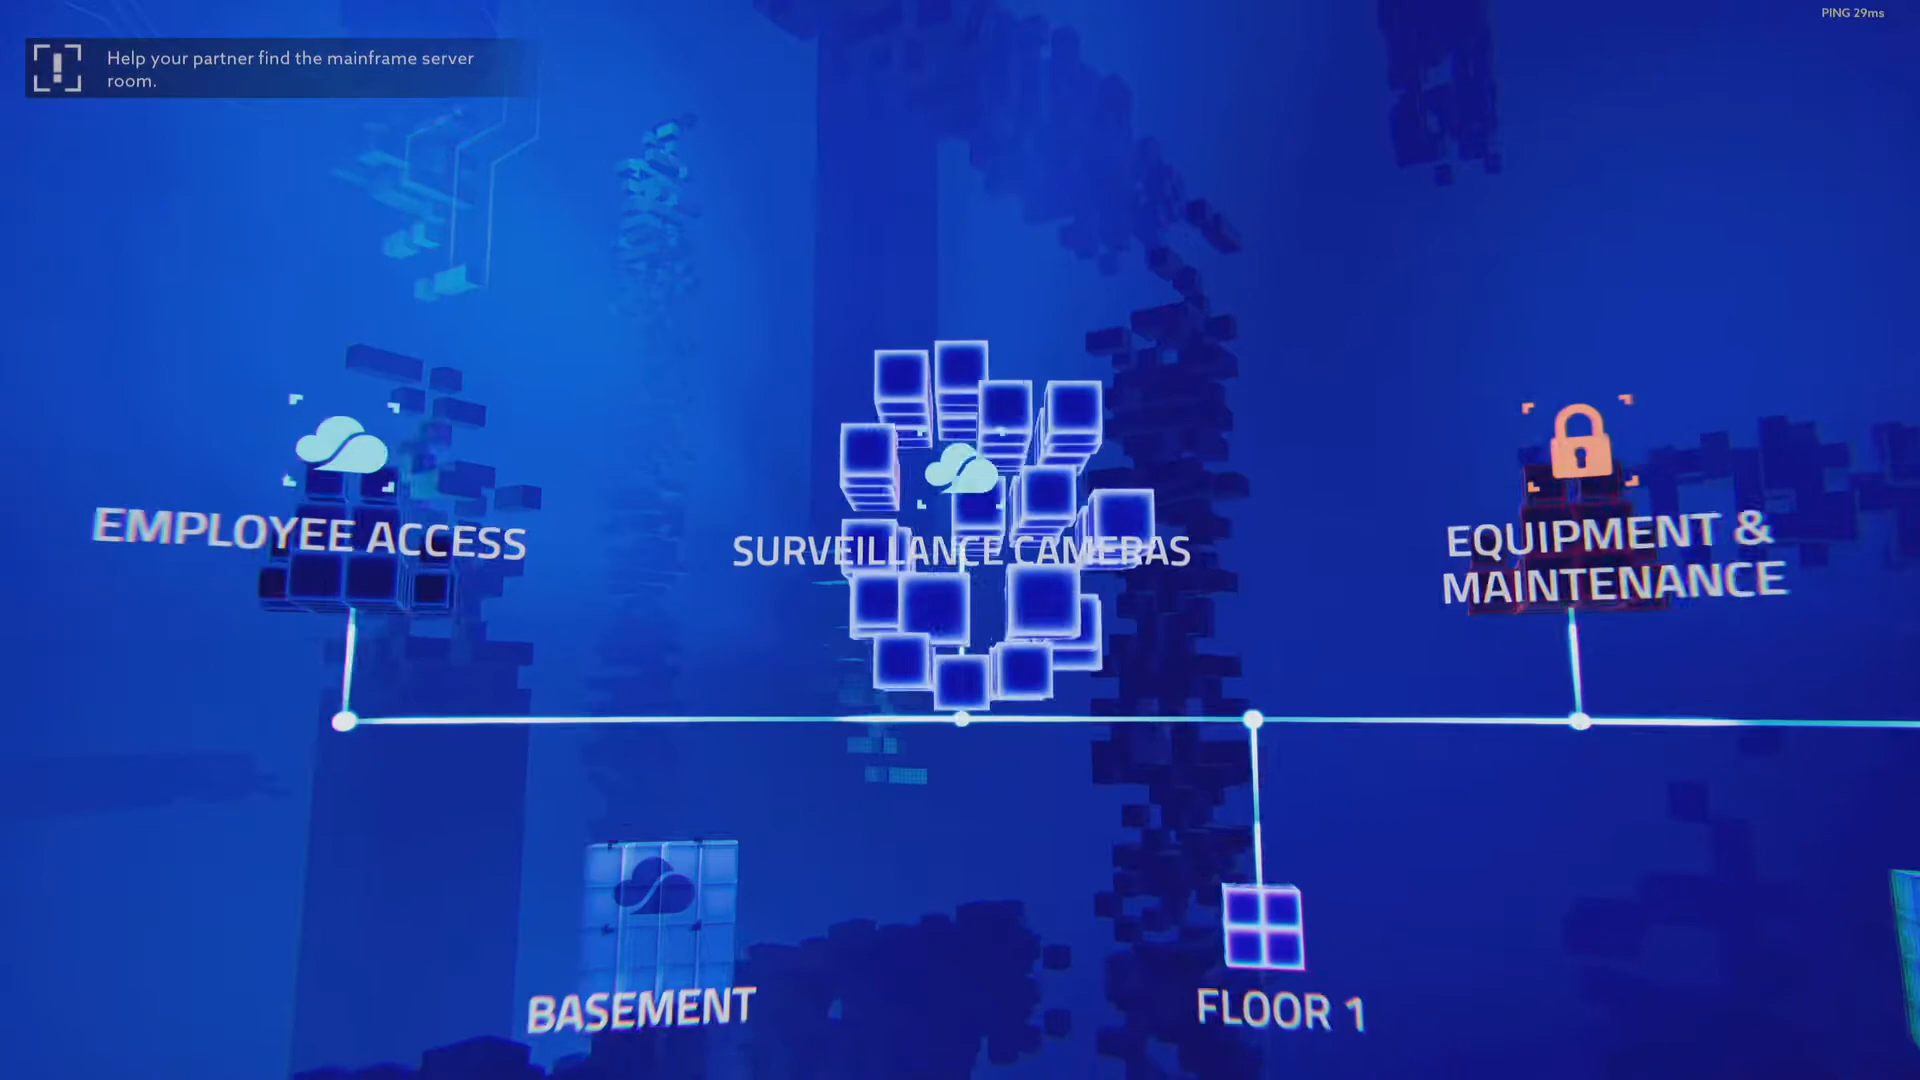 PING 29ms
Help your partner find the mainframe server
room.
EMPLOYEE ACCESS
SURVEILLANCE CAMERAS
EQUIPMENT &
MAINTENANCE
BASEMENT
FLOOR 1